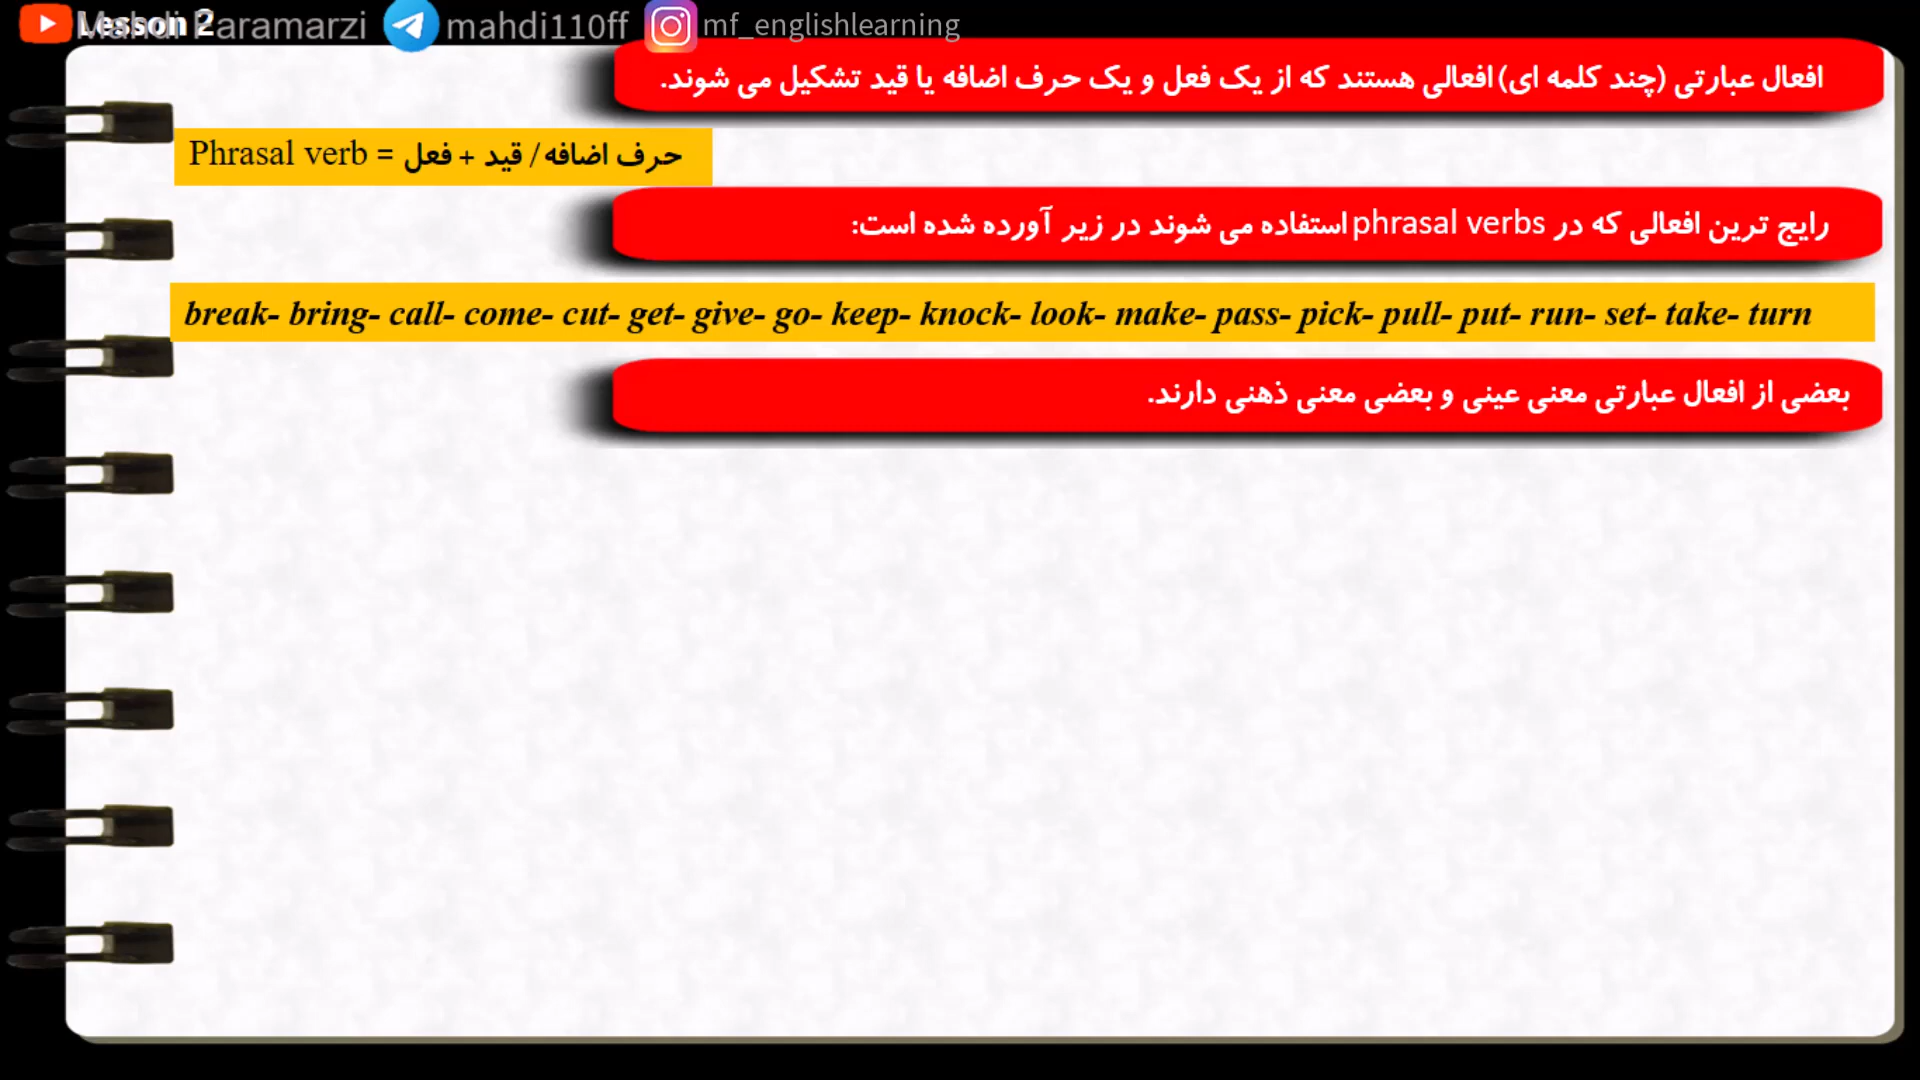 Lesson 2
Mahdi Faramarzi mahdi110ff mf_englishlearning
افعال عبارتی (چند کلمه ای) افعالی هستند که از یک فعل و یک حرف اضافه یا قید تشکیل می شوند.
Phrasal verb = حرف اضافه / قید + فعل
رایج ترین افعالی که در phrasal verbs استفاده می شوند در زیر آورده شده است:
break- bring- call- come- cut- get- give- go- keep- knock- look- make- pass- pick- pull- put- run- set- take- turn
بعضی از افعال عبارتی معنی عینی و بعضی معنی ذهنی دارند.